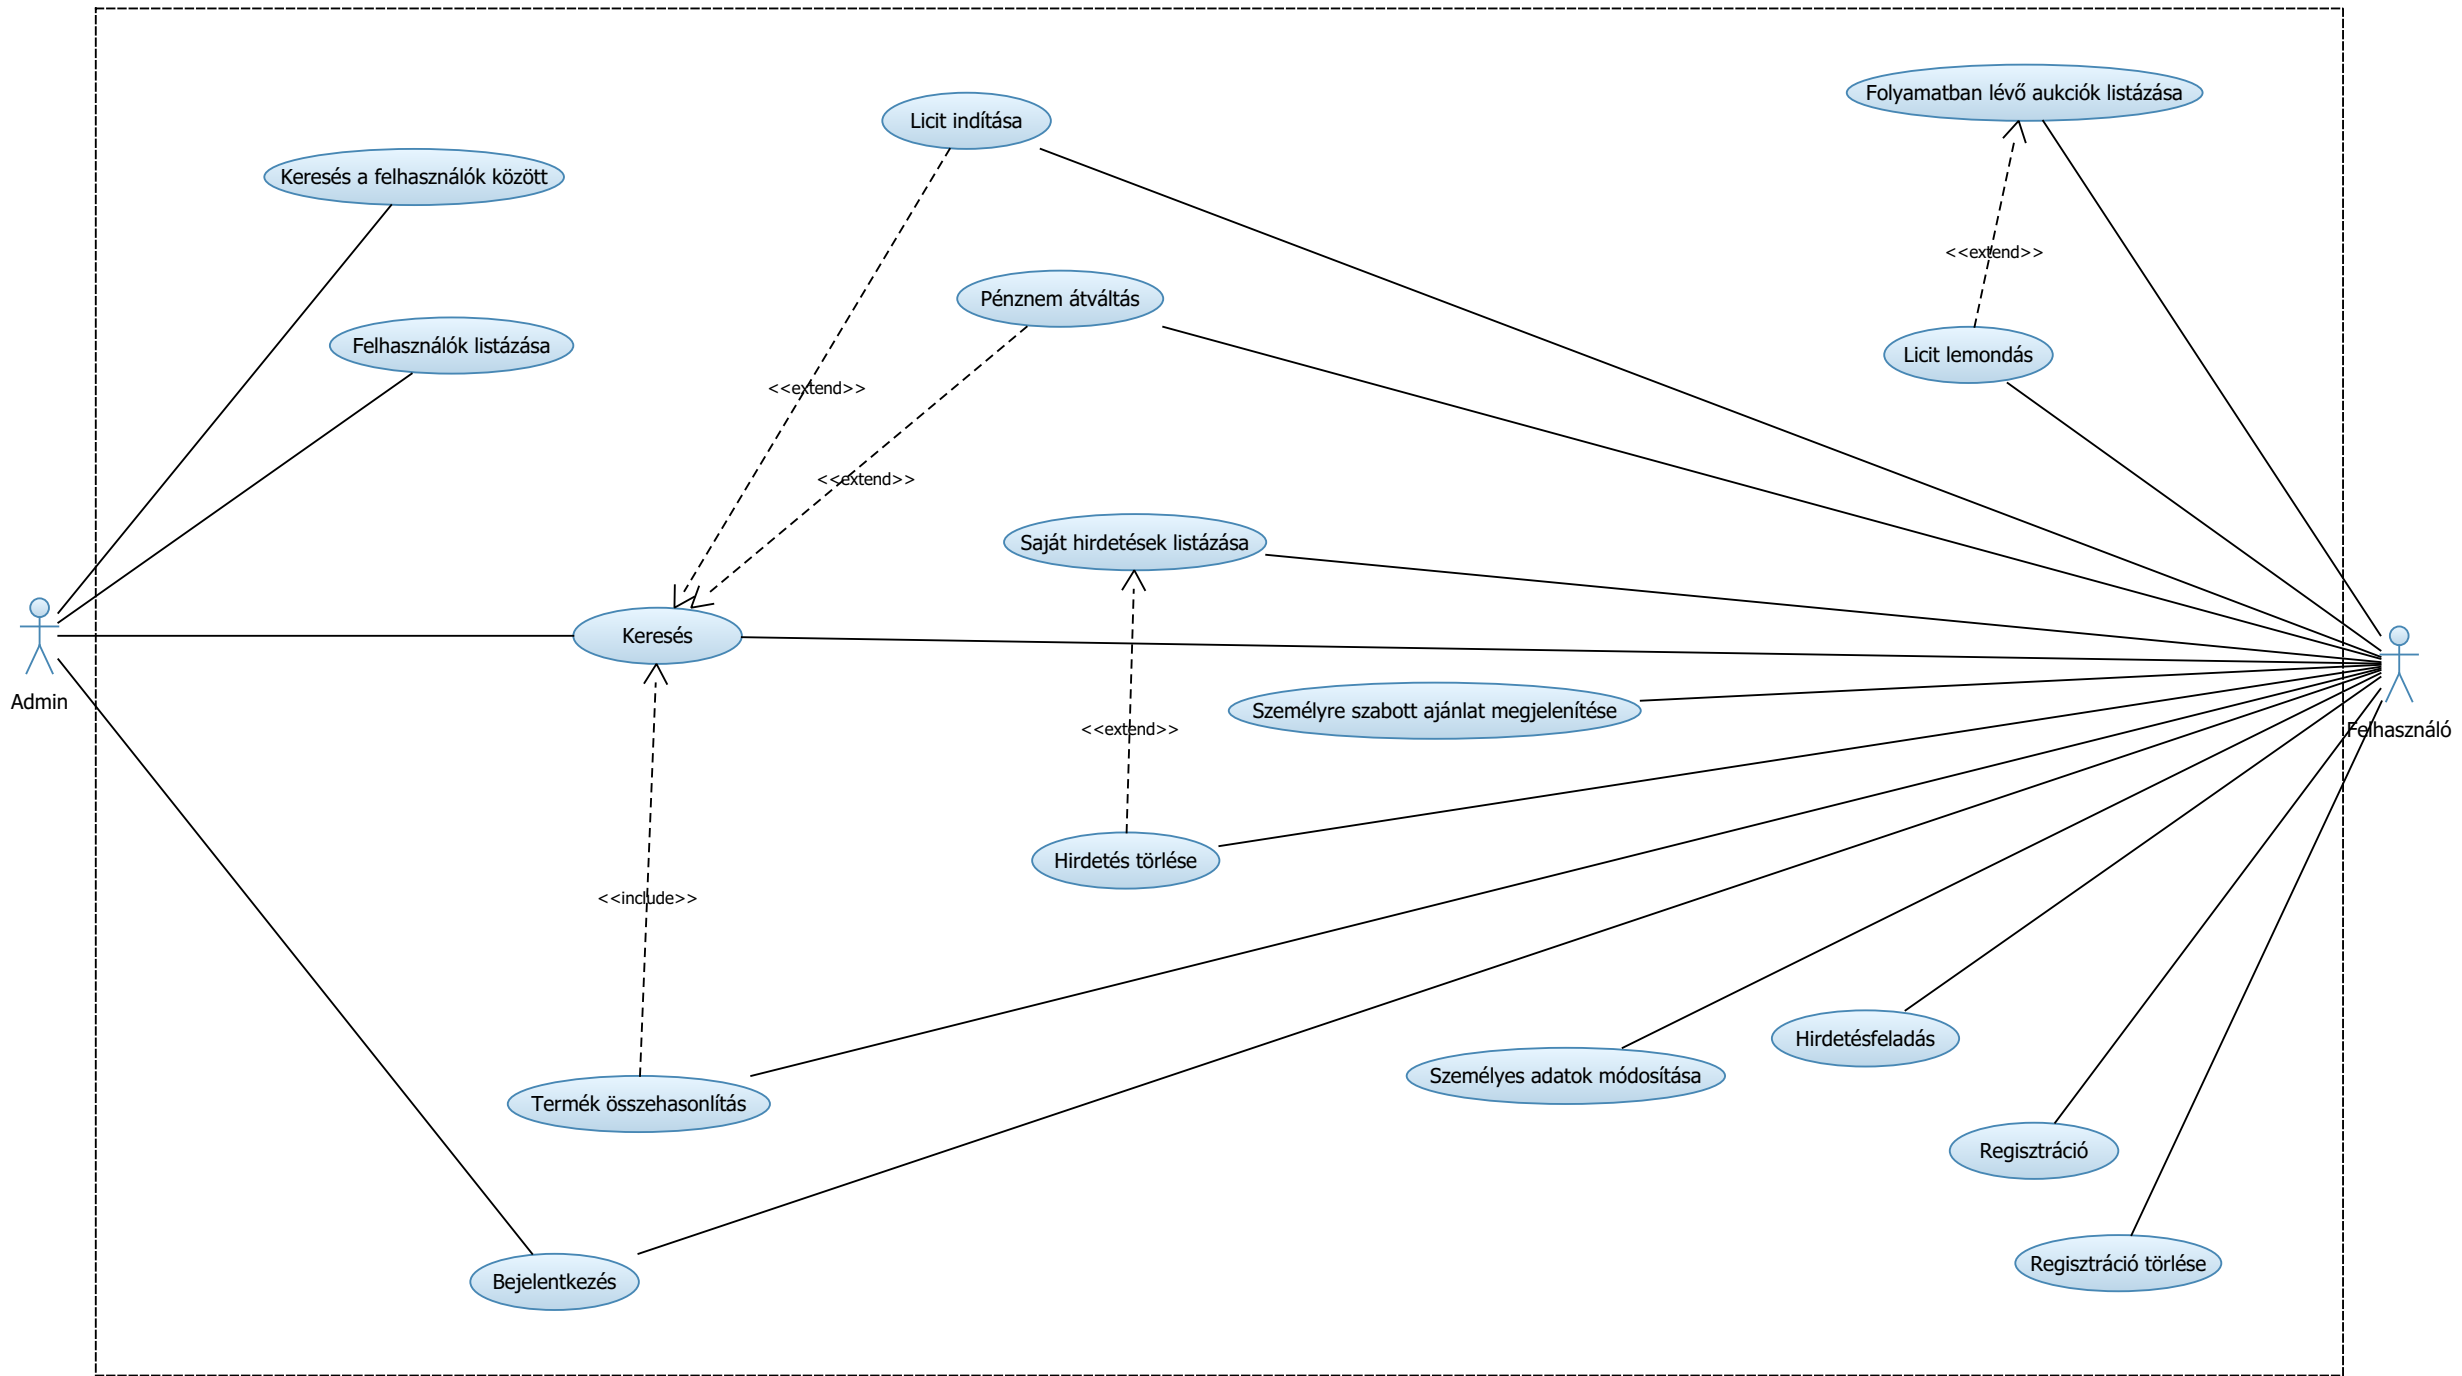 Folyamatban lévő aukciók listázása
Licit indítása
Keresés a felhasználók között
<<extend>>
Pénznem átváltás
Felhasználók listázása
Licit lemondás
<<extend>>
<<extend>>
Saját hirdetések listázása
Keresés
Admin
Személyre szabott ajánlat megjelenítése
<<extend>>
Felhasználó
Hirdetés törlése
<<include>>
Hirdetésfeladás
Személyes adatok módosítása
Termék összehasonlítás
Regisztráció
Regisztráció törlése
Bejelentkezés